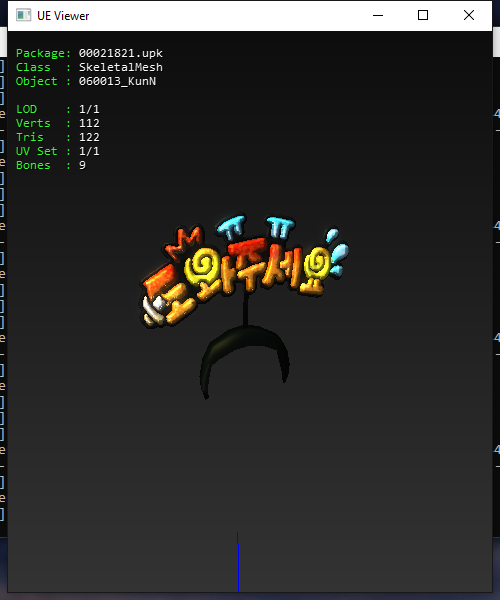 UE Viewer
Package: 00021821.upk
Class : SkeletalMesh
Object : 060013_KunN
LOD : 1/1
Verts : 112
Tris : 122
UV Set : 1/1
Bones : 9
ㅠㅠ
도와주세요